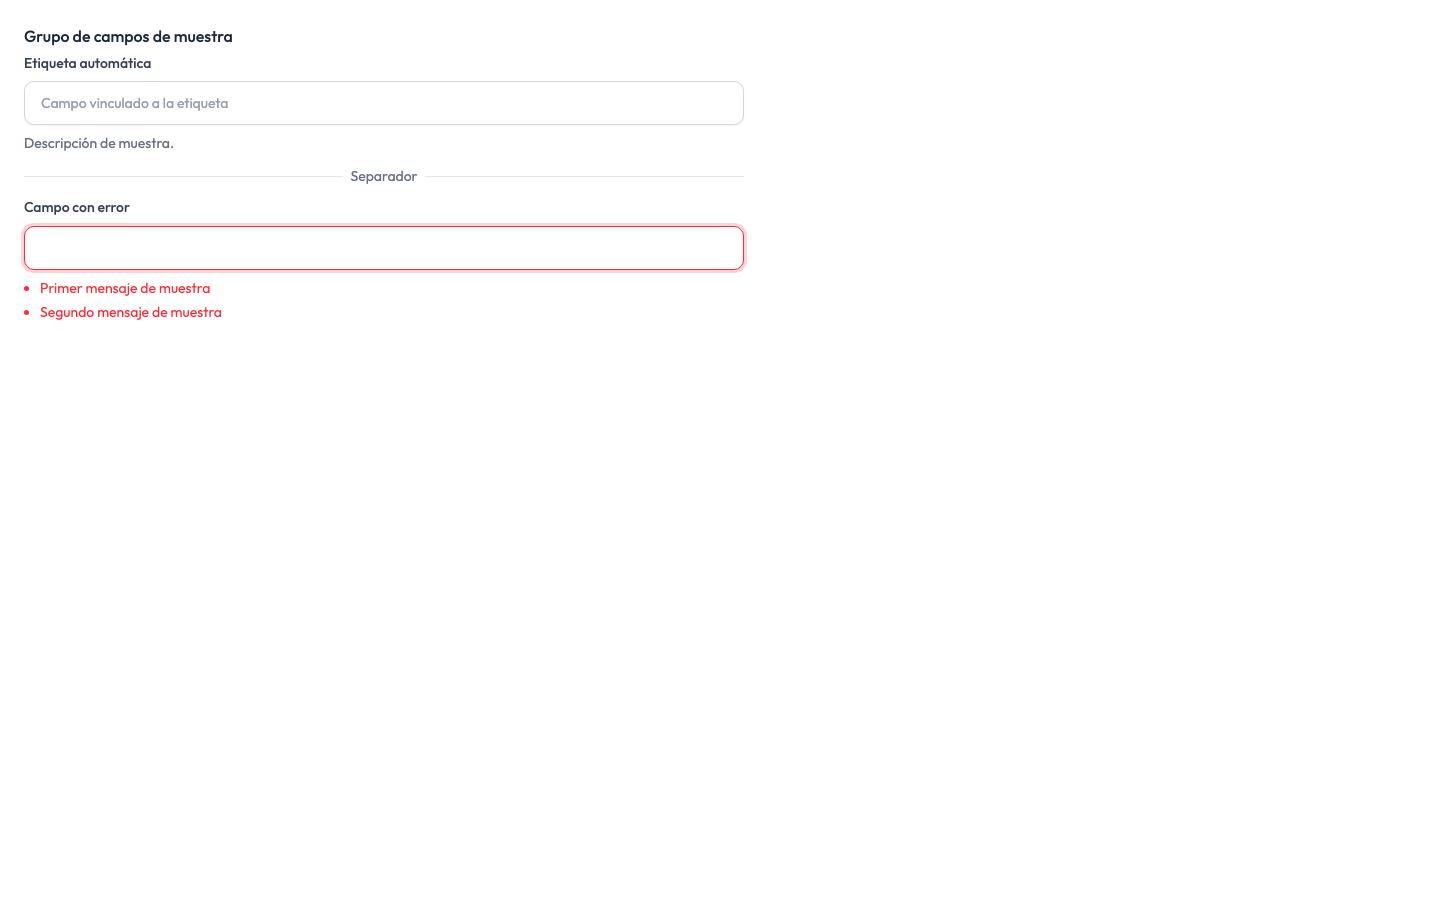 Grupo de campos de muestra
Etiqueta automática
Campo vinculado a la etiqueta
Descripción de muestra.
Separador
Campo con error
Primer mensaje de muestra
Segundo mensaje de muestra